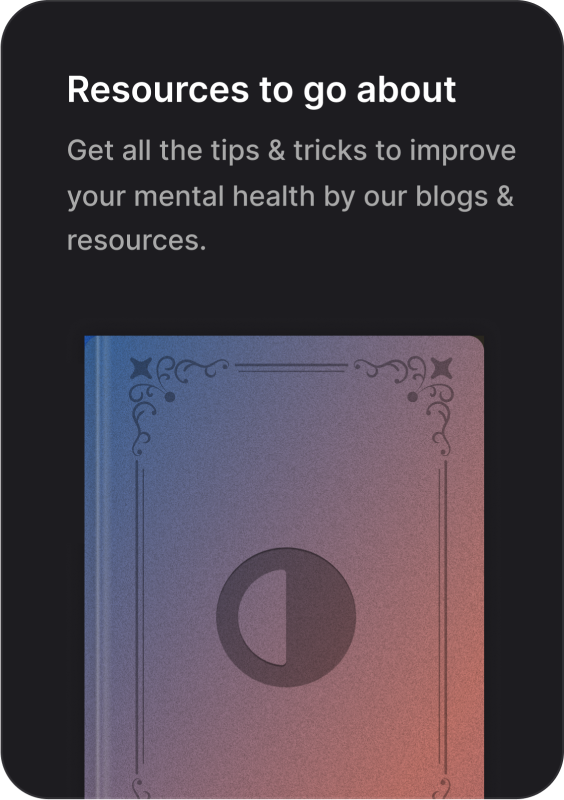 Resources to go about
Get all the tips & tricks to improve
your mental health by our blogs &
resources.